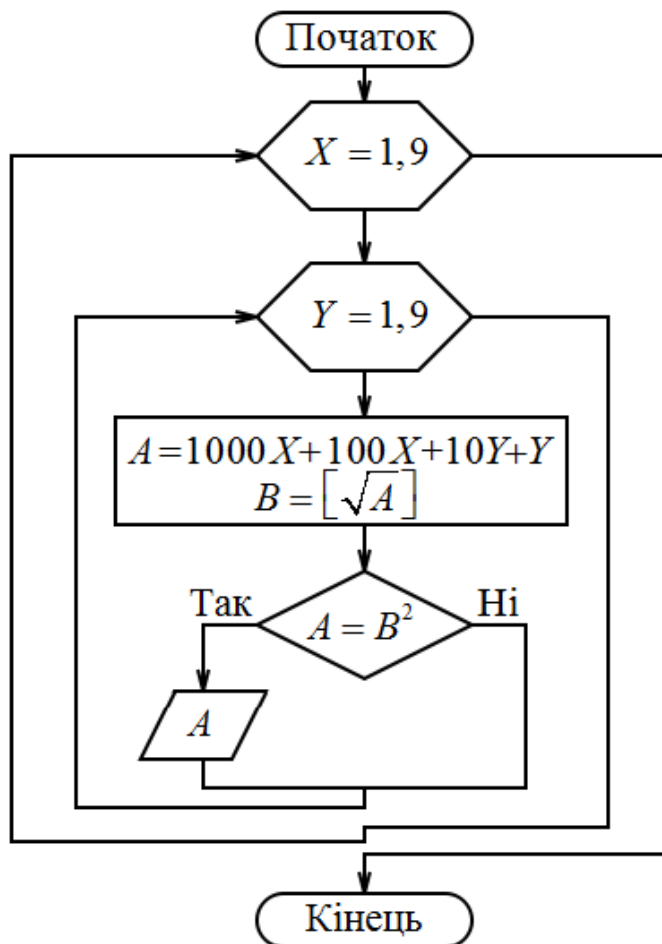 Початок
X = 1,9
Y = 1,9
A=1000X+100X+10Y+Y
B=[√A]
Так
Ні
A = B²
A
Кінець